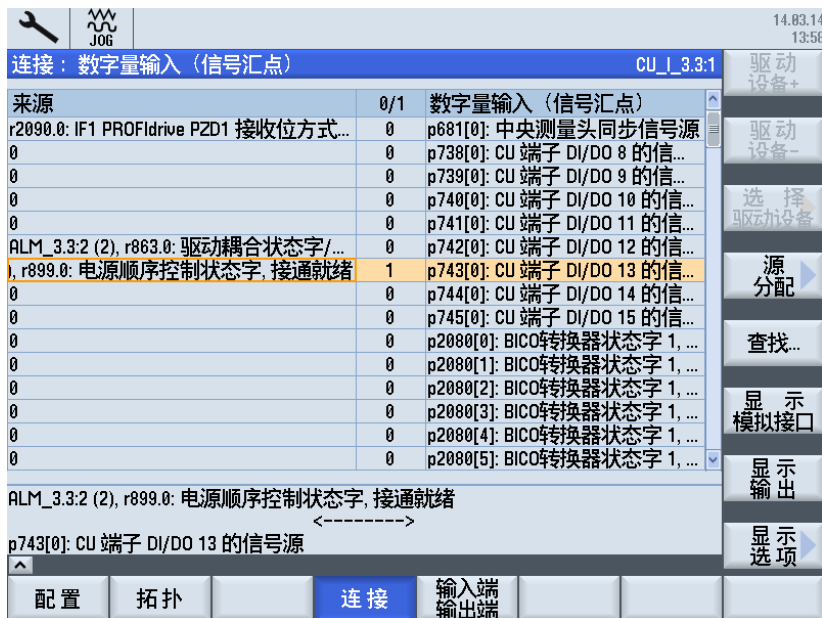 14.03.14
JOG
13:58
连接：数字量输入（信号汇点）
CU_I_3.3:1
驱动
设备+
来源
0/1
数字量输入（信号汇点）
r2090.0: IF1 PROFIdrive PZD1 接收位方式...
0
p681[0]: 中央测量头同步信号源
驱动
设备-
0
0
p738[0]: CU 端子 DI/DO 8 的信...
0
0
p739[0]: CU 端子 DI/DO 9 的信...
0
0
p740[0]: CU 端子 DI/DO 10 的信...
选择
驱动设备
0
0
p741[0]: CU 端子 DI/DO 11 的信...
ALM_3.3:2 (2), r863.0: 驱动耦合状态字/...
0
p742[0]: CU 端子 DI/DO 12 的信...
), r899.0: 电源顺序控制状态字, 接通就绪
1
p743[0]: CU 端子 DI/DO 13 的信...
源
分配
0
0
p744[0]: CU 端子 DI/DO 14 的信...
0
0
p745[0]: CU 端子 DI/DO 15 的信...
0
0
p2080[0]: BICO转换器状态字 1, ...
查找...
0
0
p2080[1]: BICO转换器状态字 1, ...
0
0
p2080[2]: BICO转换器状态字 1, ...
0
0
p2080[3]: BICO转换器状态字 1, ...
显示
模拟接口
0
0
p2080[4]: BICO转换器状态字 1, ...
0
0
p2080[5]: BICO转换器状态字 1, ...
显示
输出
ALM_3.3:2 (2), r899.0: 电源顺序控制状态字, 接通就绪
<-------->
p743[0]: CU 端子 DI/DO 13 的信号源
显示
选项
配置
拓扑
连接
输入端
输出端